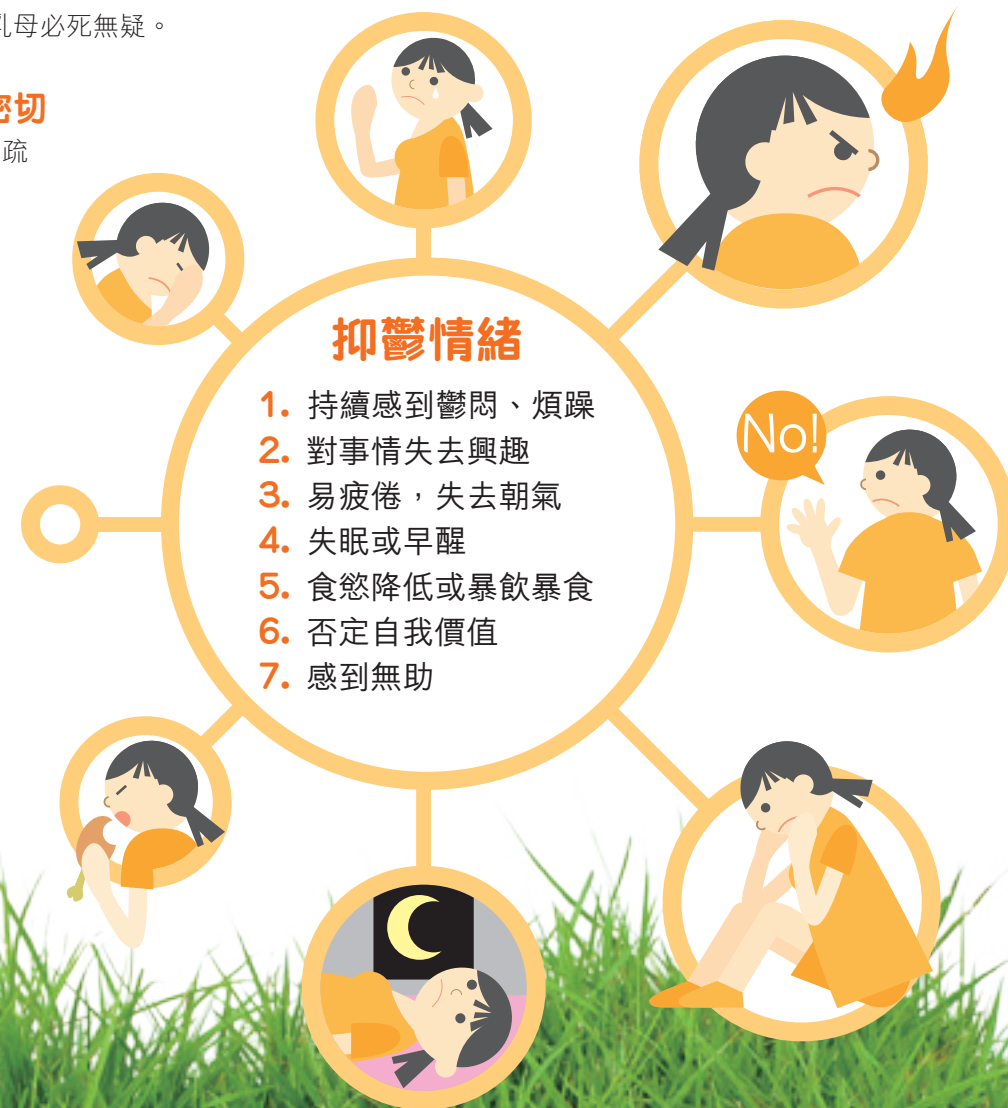 乳母必死無疑。
密切
疏
抑鬱情緒
1. 持續感到鬱悶、煩躁
2. 對事情失去興趣
3. 易疲倦，失去朝氣
4. 失眠或早醒
5. 食慾降低或暴飲暴食
6. 否定自我價值
7. 感到無助
No!